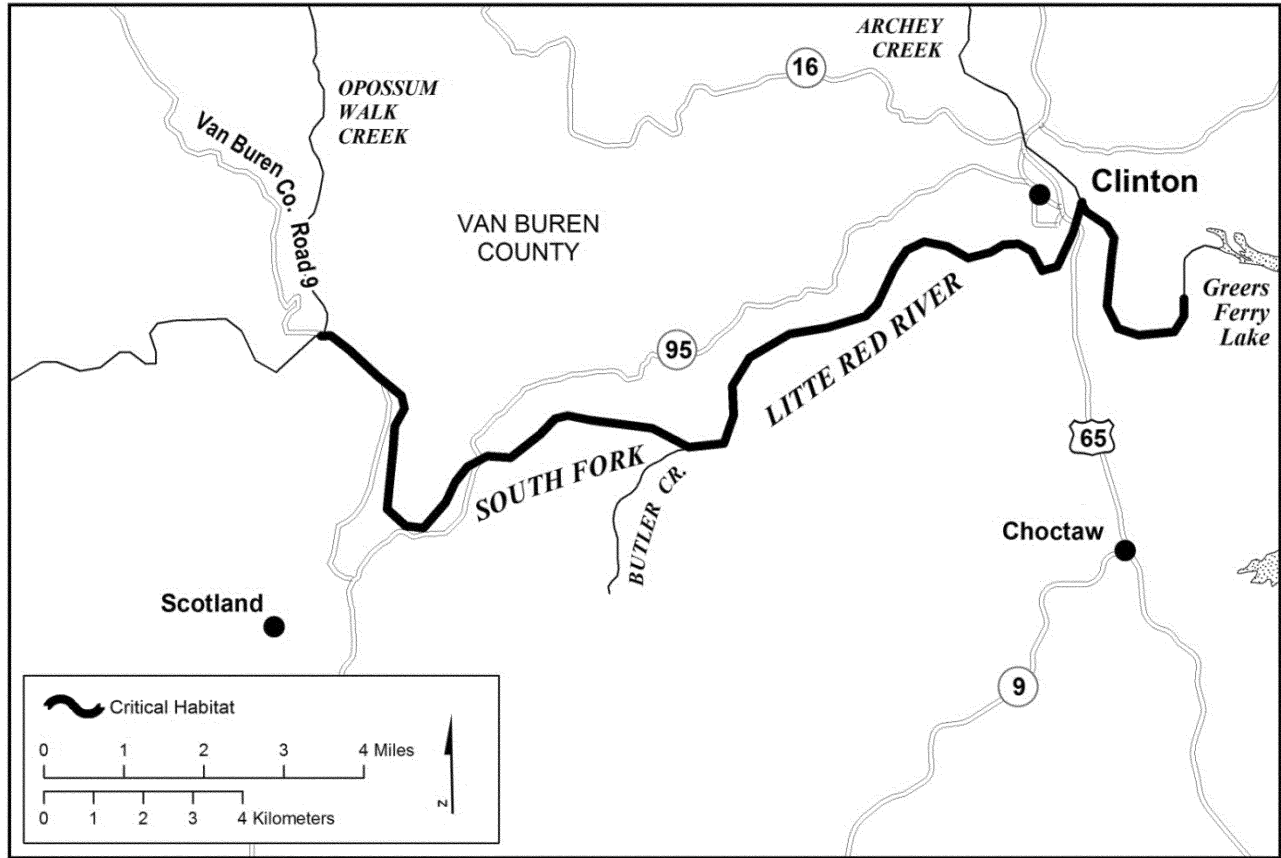 ARCHEY
CREEK
16
OPOSSUM
WALK
CREEK
Van Buren Co. Road 9
Clinton
VAN BUREN
COUNTY
Greers
Ferry
Lake
95
LITTE RED RIVER
65
SOUTH FORK
BUTLER CR.
Choctaw
Scotland
9
Critical Habitat
0 1 2 3 4 Miles
0 1 2 3 4 Kilometers
N